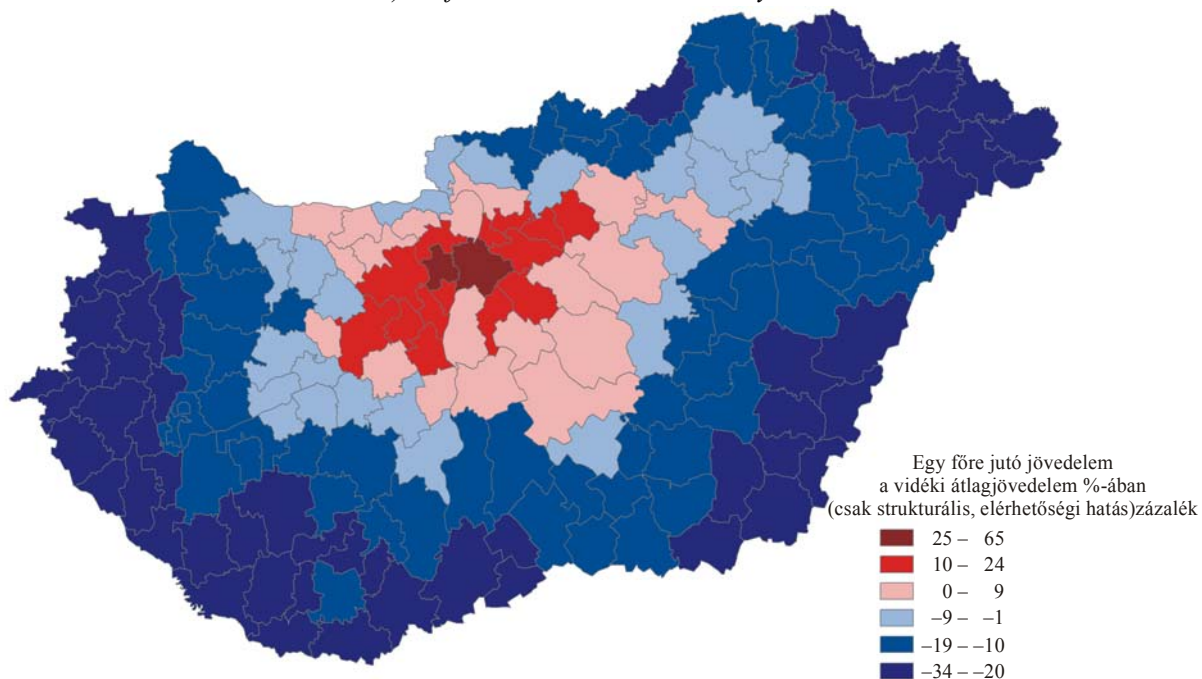 Egy főre jutó jövedelem
a vidéki átlagjövedelem %-ában
(csak strukturális, elérhetőségi hatás)zázalék
25 – 65
10 – 24
0 – 9
–9 – –1
–19 – –10
–34 – –20